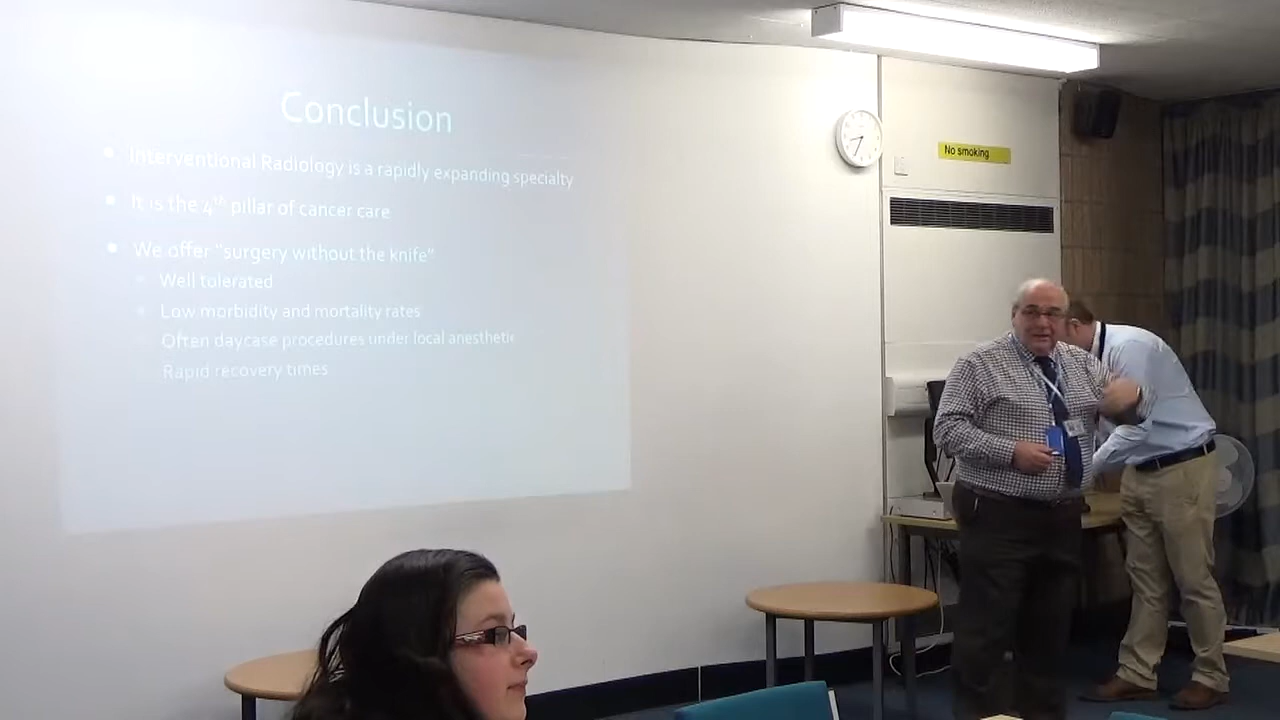 Conclusion
Interventional Radiology is a rapidly expanding specialty
It is the 4th pillar of cancer care
We offer "surgery without the knife"
Well tolerated
Low morbidity and mortality rates
Often daycase procedures under local anesthetic
Rapid recovery times
No smoking